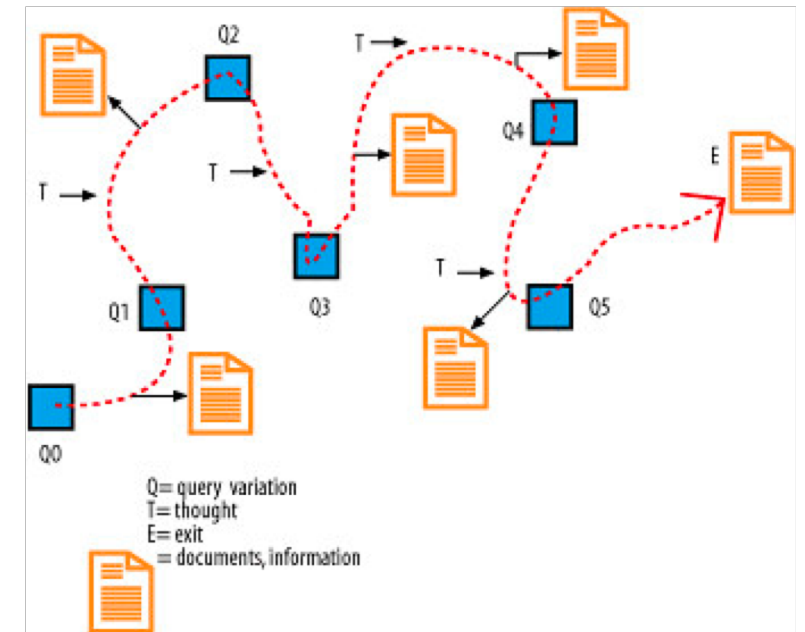 Q2
T
T
Q4
E
T
T
T
Q1
Q3
Q5
Q0
Q= query variation
T= thought
E= exit
= documents, information